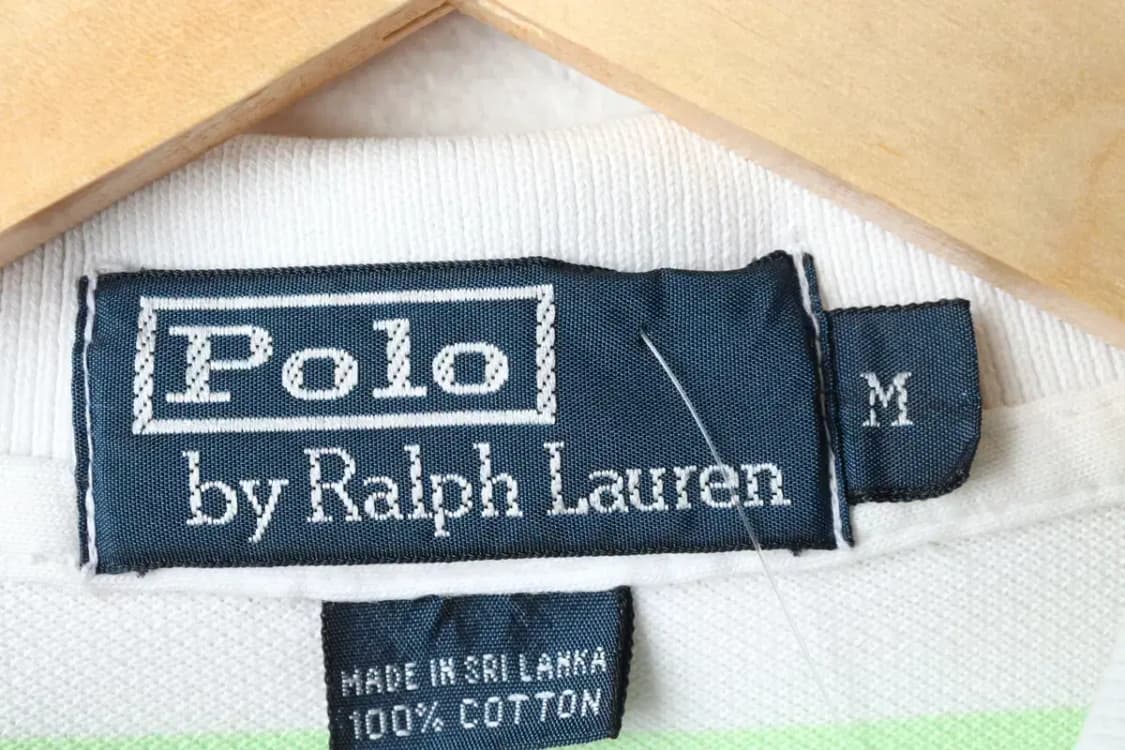 Polo
by Ralph Lauren
M
MADE IN SRI LANKA
100% COTTON